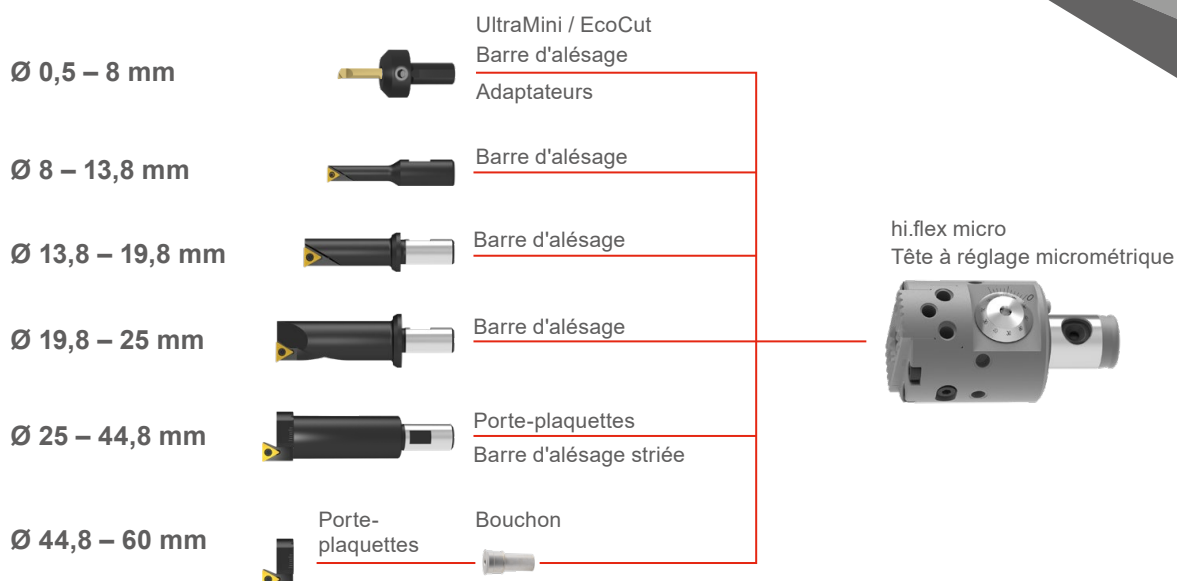 UltraMini / EcoCut
Ø 0,5 – 8 mm
Barre d'alésage
Adaptateurs
Ø 8 – 13,8 mm
Barre d'alésage
Ø 13,8 – 19,8 mm
Barre d'alésage
hi.flex micro
Tête à réglage micrométrique
Ø 19,8 – 25 mm
Barre d'alésage
Ø 25 – 44,8 mm
Porte-plaquettes
Barre d'alésage striée
Ø 44,8 – 60 mm
Porte-
plaquettes
Bouchon